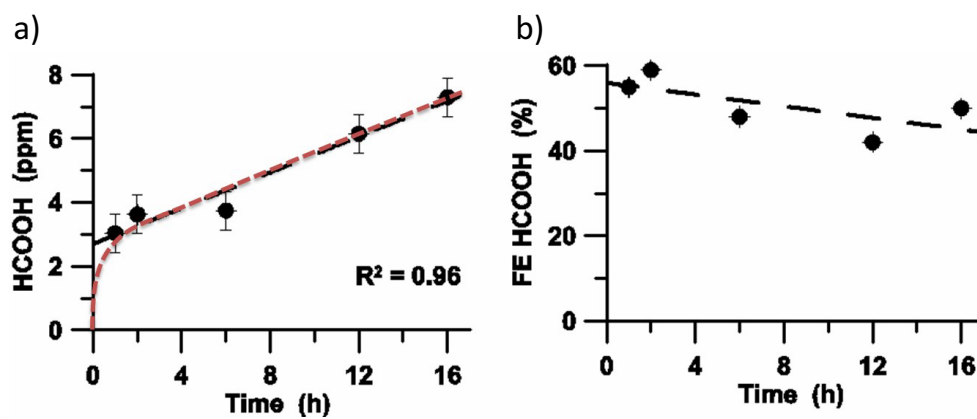 a)
HCOOH (ppm)
8
6
4
2
0
R² = 0.96
0 4 8 12 16
Time (h)
b)
FE HCOOH (%)
60
40
20
0
0 4 8 12 16
Time (h)